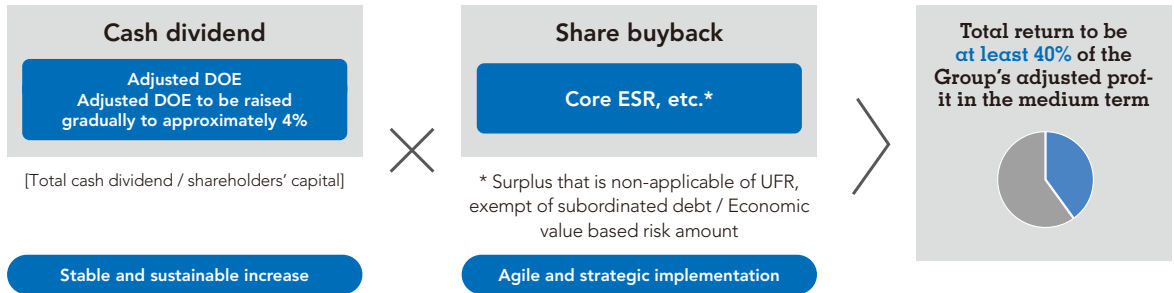 Cash dividend
Adjusted DOE
Adjusted DOE to be raised
gradually to approximately 4%
[Total cash dividend / shareholders' capital]
Stable and sustainable increase
Share buyback
Core ESR, etc.*
* Surplus that is non-applicable of UFR,
exempt of subordinated debt / Economic
value based risk amount
Agile and strategic implementation
Total return to be
at least 40% of the
Group's adjusted prof-
it in the medium term